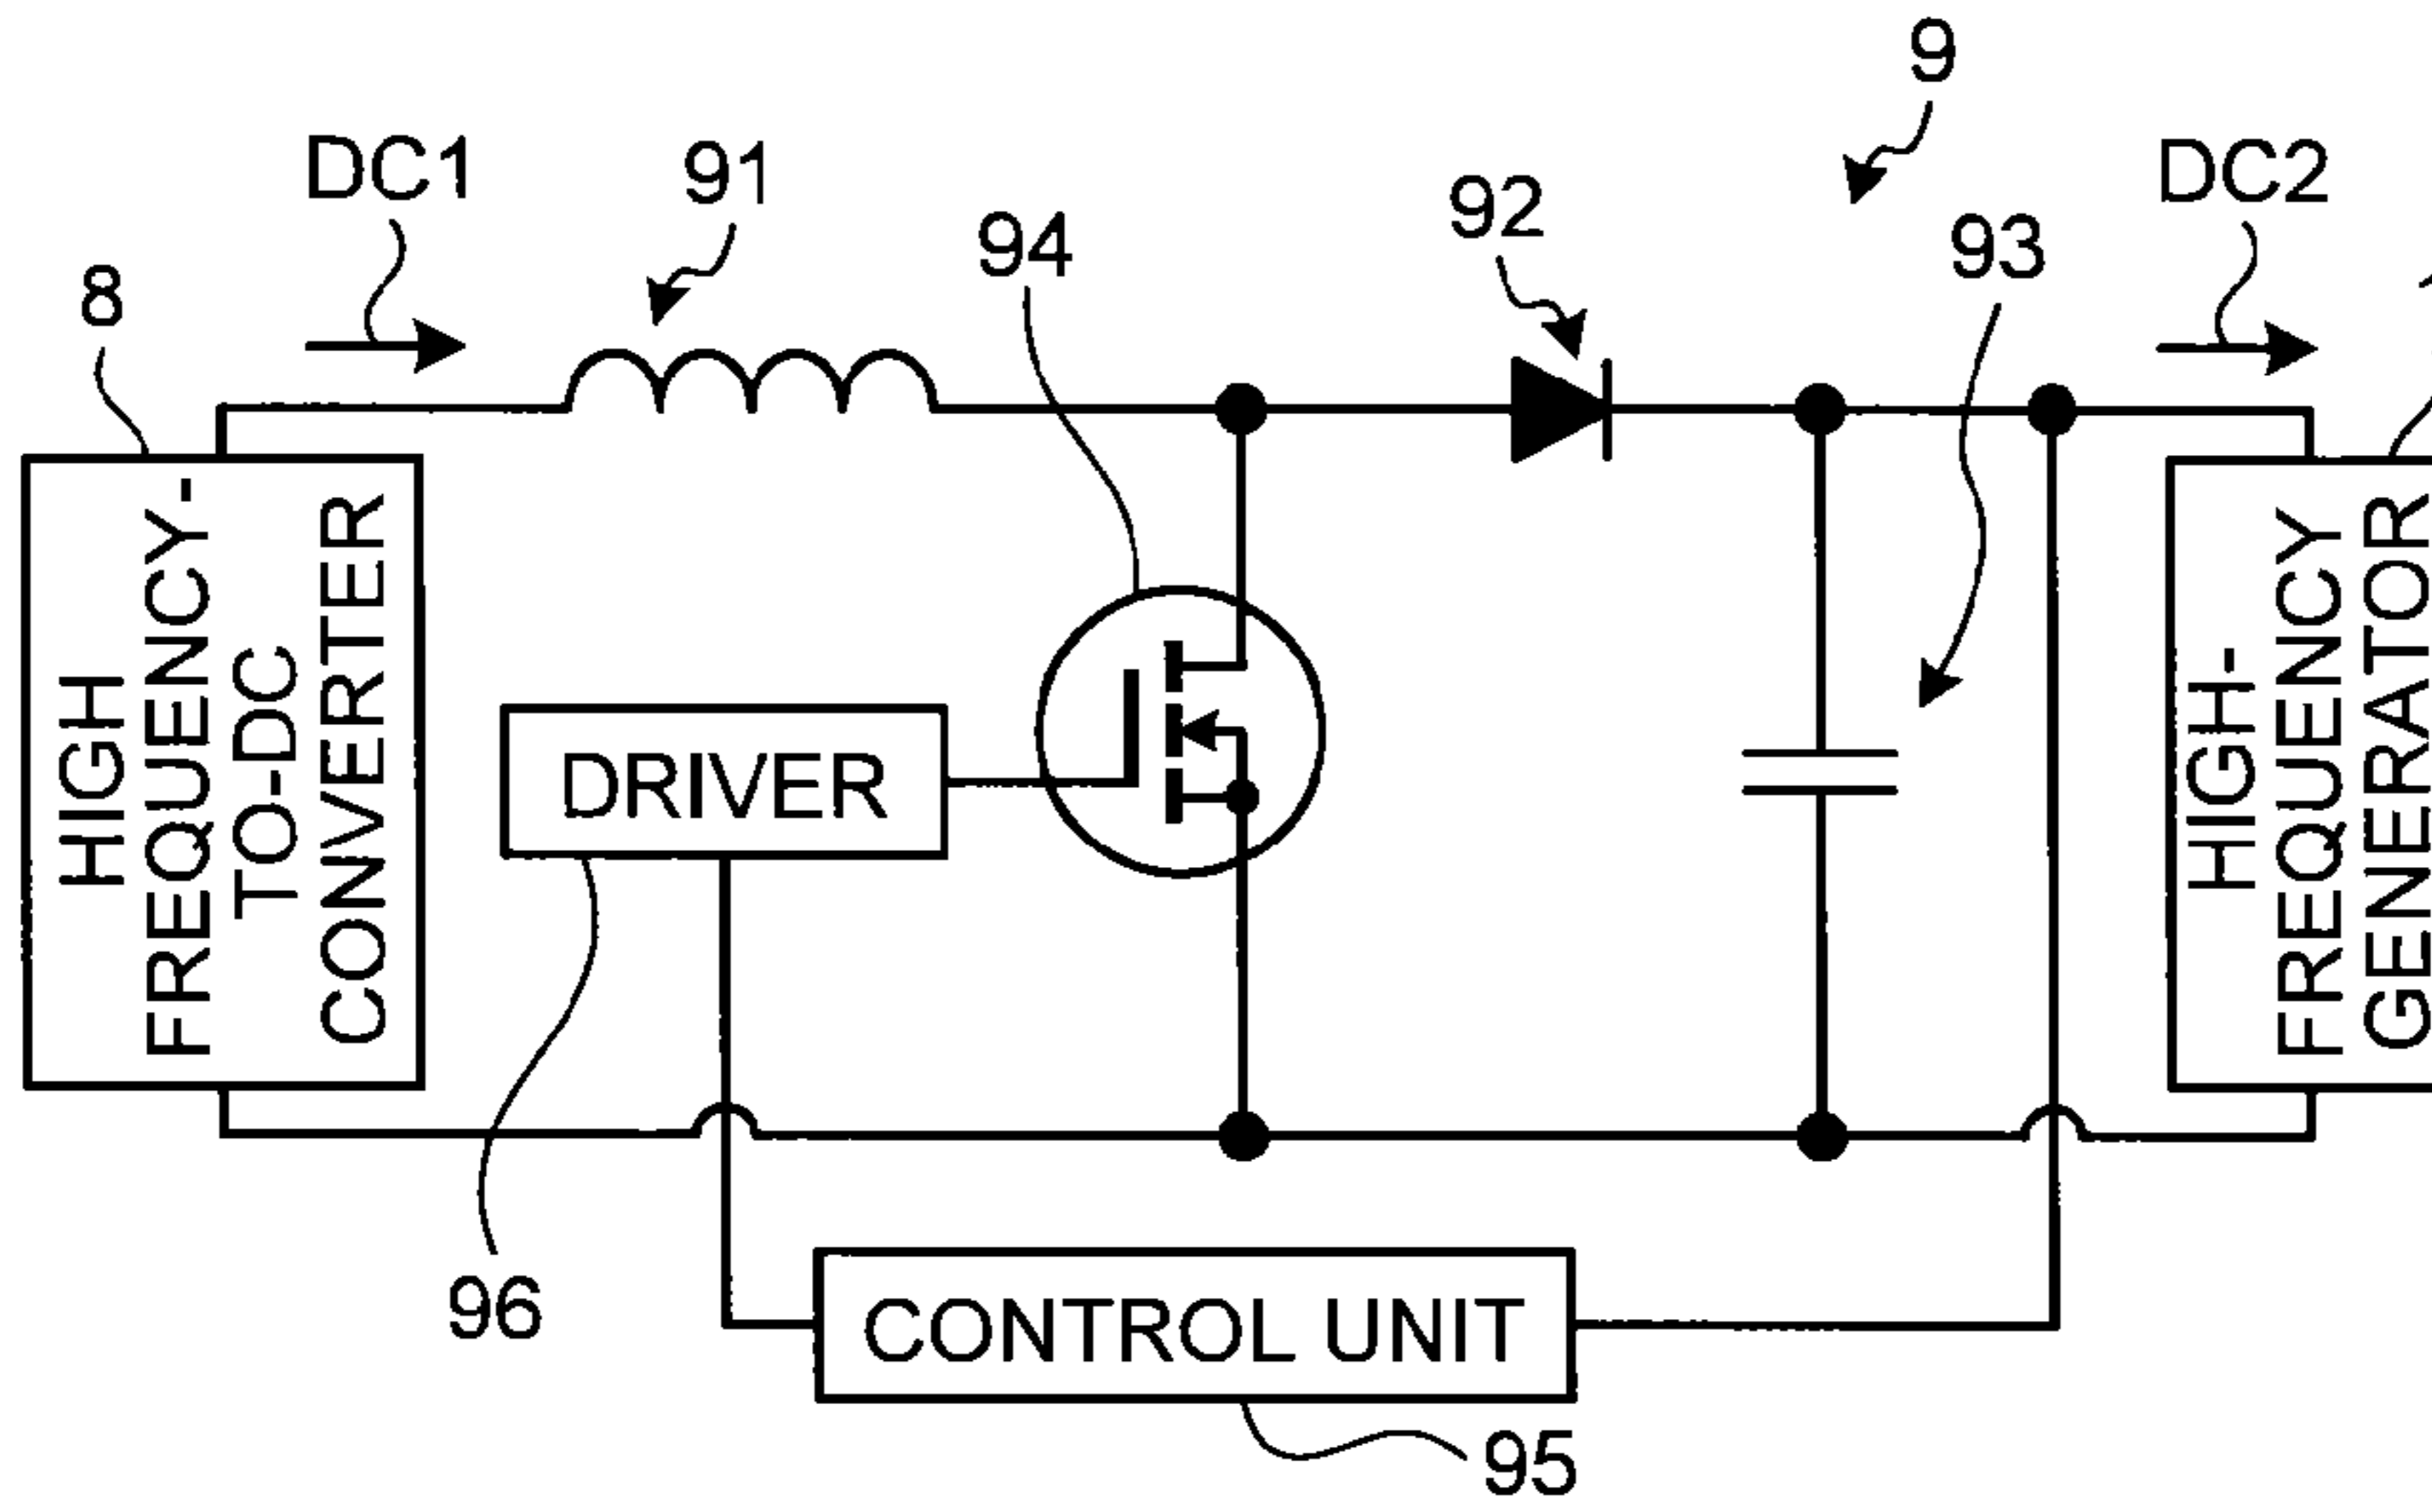 9
DC1
91
92
DC2
94
93
8
HIGH
FREQUENCY-
TO-DC
CONVERTER
DRIVER
HIGH-
FREQUENCY
GENERATOR
96
CONTROL UNIT
95